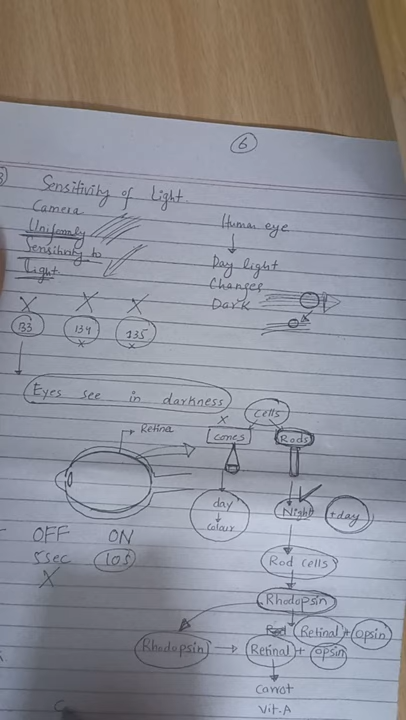 6
Sensitivity of Light
Camera
Uniformly
Sensitivity to
Light.
Human eye
Day light
Changes
Dark
133 134 135
Eyes see in darkness
Cells
Retina
Cones
Rods
day
colour
Night
+day
OFF ON
5sec 10s
Rod cells
Rhodopsin
Retinal + opsin
Rhodopsin → Retinal + opsin
Carrot
Vit. A